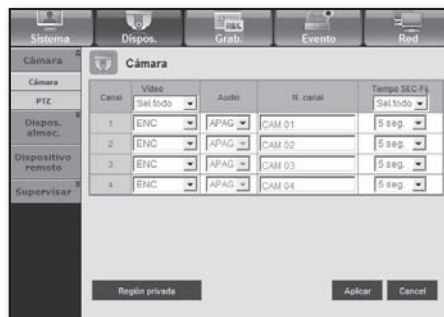 REC
Sistema Dispos. Grab. Evento Red
Cámara
Cámara
PTZ
Dispos. almac.
Dispositivo remoto
Supervisar
Cámara
Canal Vídeo Audio N. canal Tiempo SEC-Fij
Sel.todo Sel.todo
1 ENC APAG CAM 01 5 seg.
2 ENC APAG CAM 02 5 seg.
3 ENC APAG CAM 03 5 seg.
4 ENC APAG CAM 04 5 seg.
Región privada Aplicar Cancel